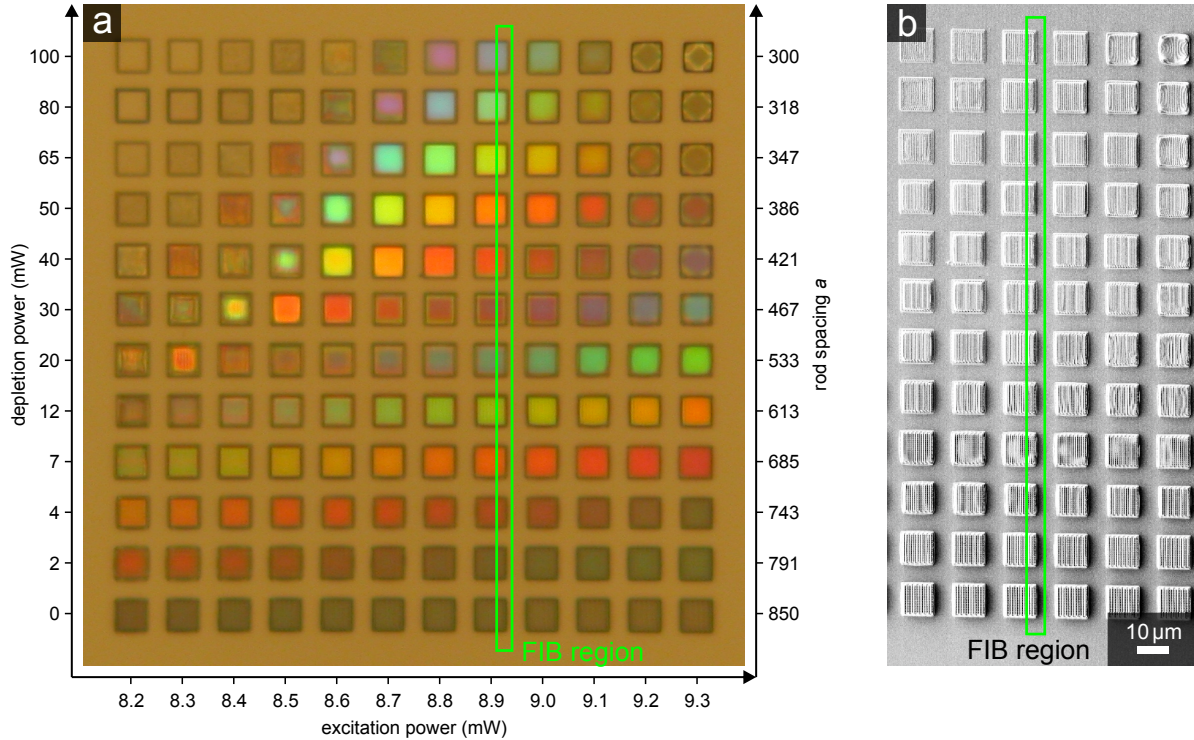 a
b
depletion power (mW)
100
80
65
50
40
30
20
12
7
4
2
0
300
318
347
386
421
467
533
613
685
743
791
850
rod spacing a
FIB region
8.2 8.3 8.4 8.5 8.6 8.7 8.8 8.9 9.0 9.1 9.2 9.3
excitation power (mW)
FIB region
10 µm